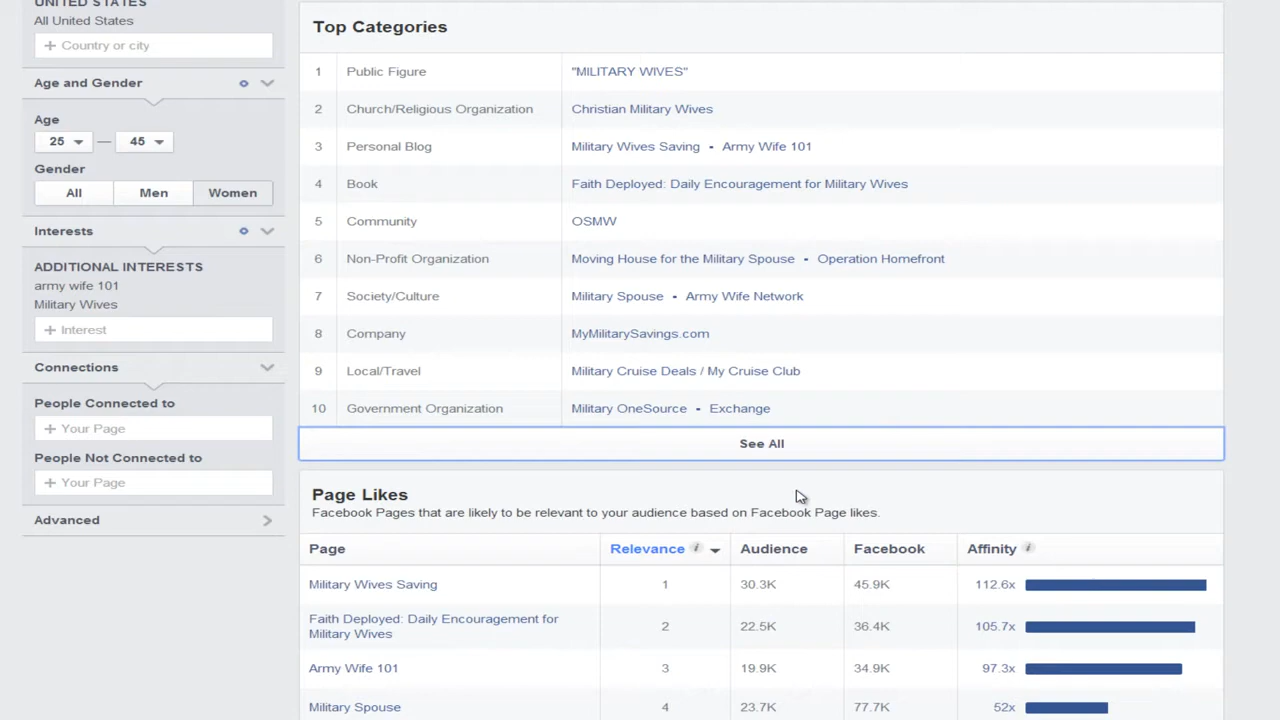 UNITED STATES
All United States
+ Country or city
Age and Gender
Age
25 — 45
Gender
All Men Women
Interests
ADDITIONAL INTERESTS
army wife 101
Military Wives
+ Interest
Connections
People Connected to
+ Your Page
People Not Connected to
+ Your Page
Advanced
Top Categories
1 Public Figure "MILITARY WIVES"
2 Church/Religious Organization Christian Military Wives
3 Personal Blog Military Wives Saving • Army Wife 101
4 Book Faith Deployed: Daily Encouragement for Military Wives
5 Community OSMW
6 Non-Profit Organization Moving House for the Military Spouse • Operation Homefront
7 Society/Culture Military Spouse • Army Wife Network
8 Company MyMilitarySavings.com
9 Local/Travel Military Cruise Deals / My Cruise Club
10 Government Organization Military OneSource • Exchange
See All
Page Likes
Facebook Pages that are likely to be relevant to your audience based on Facebook Page likes.
Page Relevance i Audience Facebook Affinity i
Military Wives Saving 1 30.3K 45.9K 112.6x
Faith Deployed: Daily Encouragement for
Military Wives 2 22.5K 36.4K 105.7x
Army Wife 101 3 19.9K 34.9K 97.3x
Military Spouse 4 23.7K 77.7K 52x